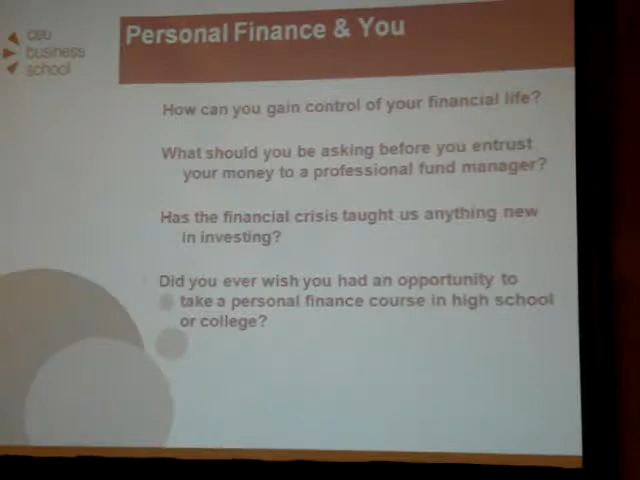 ceu
business
school
Personal Finance & You
How can you gain control of your financial life?
What should you be asking before you entrust
your money to a professional fund manager?
Has the financial crisis taught us anything new
in investing?
Did you ever wish you had an opportunity to
take a personal finance course in high school
or college?